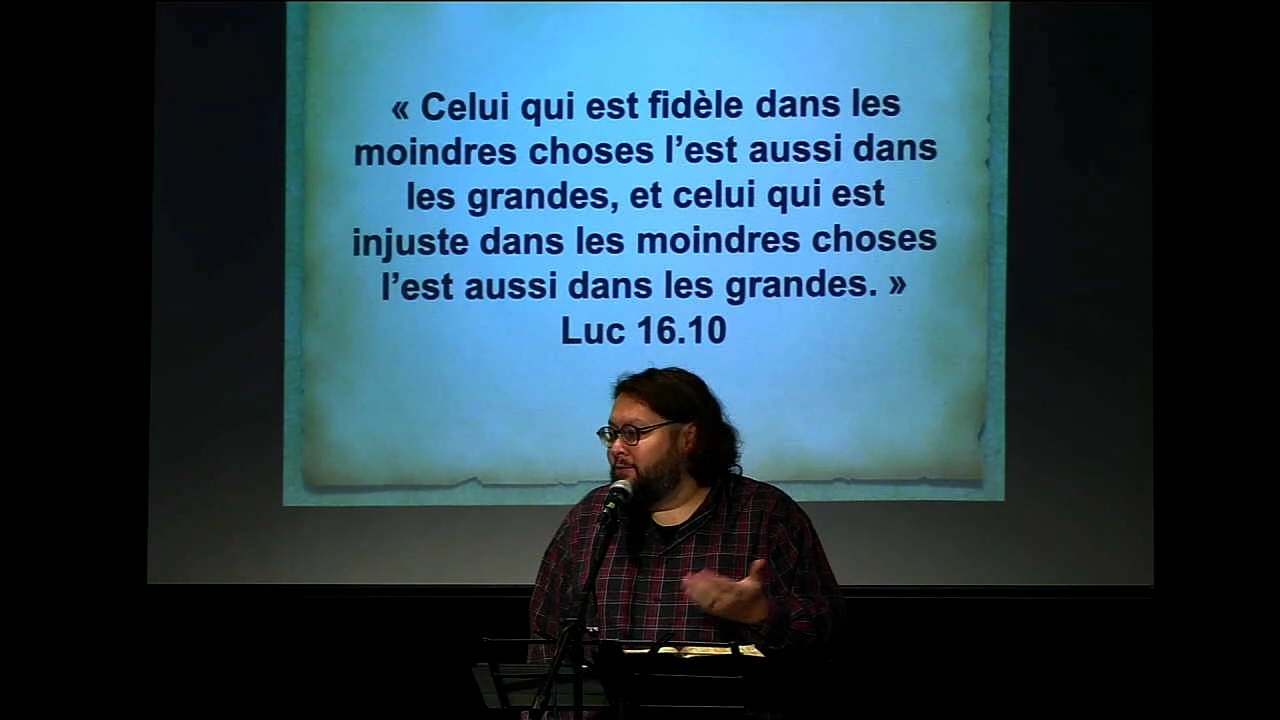 « Celui qui est fidèle dans les
moindres choses l’est aussi dans
les grandes, et celui qui est
injuste dans les moindres choses
l’est aussi dans les grandes. »
Luc 16.10